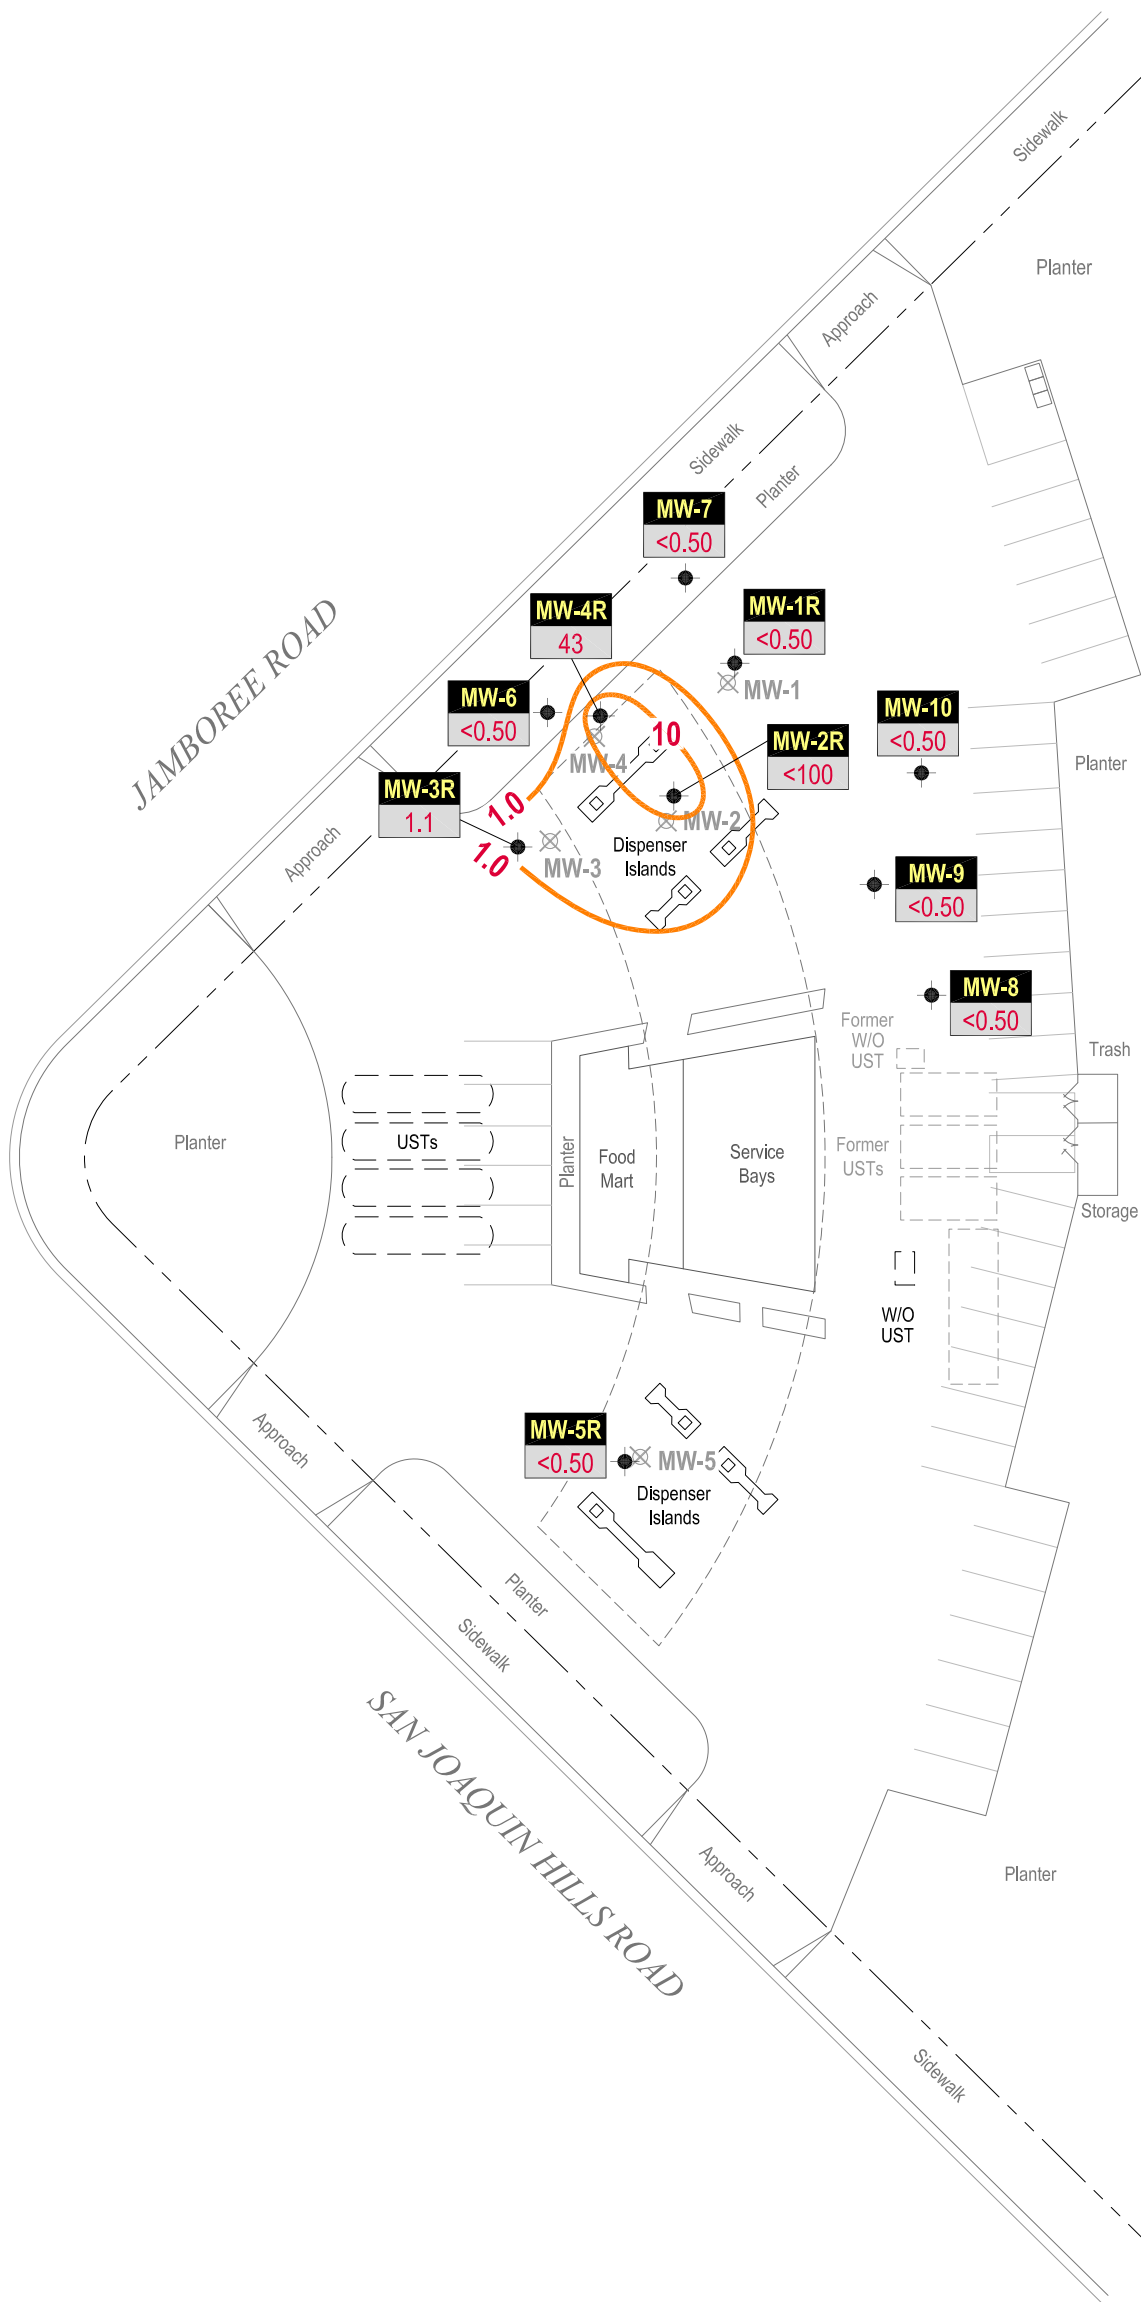 Sidewalk
Planter
Approach
Sidewalk
Planter
MW-7
<0.50
MW-1R
<0.50
MW-4R
43
MW-1
JAMBOREE ROAD
MW-6
<0.50
MW-10
<0.50
10
MW-2R
<100
MW-4
Planter
MW-3R
1.1
1.0
MW-2
Approach
Dispenser
Islands
1.0
MW-3
MW-9
<0.50
MW-8
<0.50
Former
W/O
UST
Trash
Planter
USTs
Planter
Food
Mart
Service
Bays
Former
USTs
Storage
W/O
UST
Approach
MW-5R
<0.50
MW-5
Dispenser
Islands
Planter
Sidewalk
SAN JOAQUIN HILLS ROAD
Approach
Planter
Sidewalk